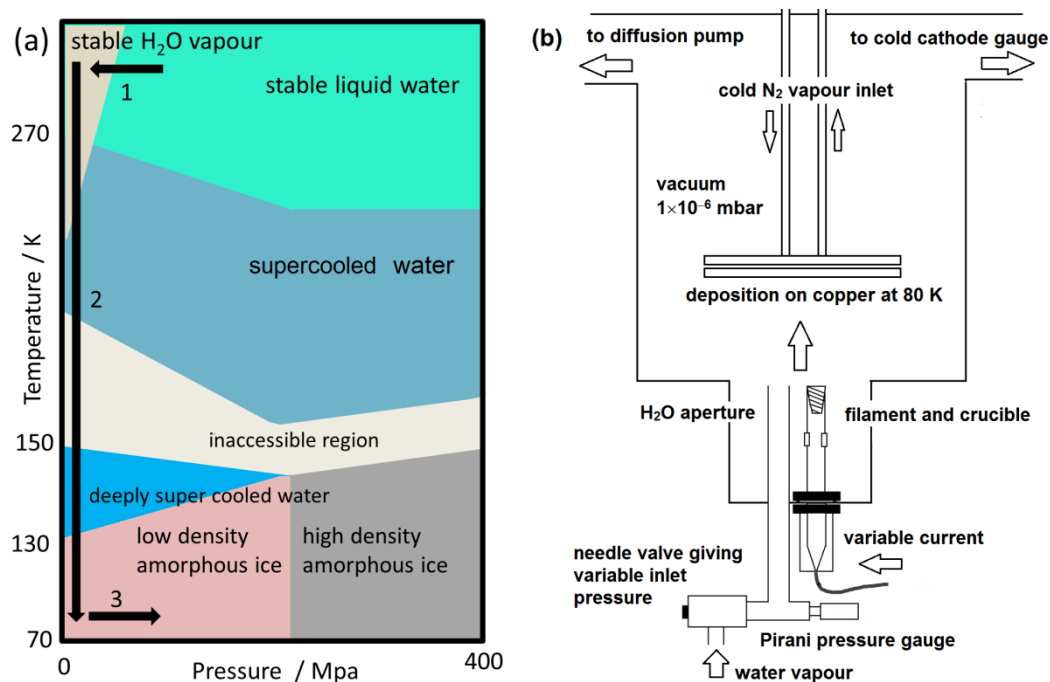 (a)
stable H₂O vapour
1
stable liquid water
270
Temperature / K
supercooled water
2
inaccessible region
150
deeply super cooled water
130
low density
amorphous ice
high density
amorphous ice
3
70
0
Pressure / Mpa
400
(b)
to diffusion pump
to cold cathode gauge
cold N₂ vapour inlet
vacuum
1×10⁻⁶ mbar
deposition on copper at 80 K
H₂O aperture
filament and crucible
variable current
needle valve giving
variable inlet
pressure
Pirani pressure gauge
water vapour